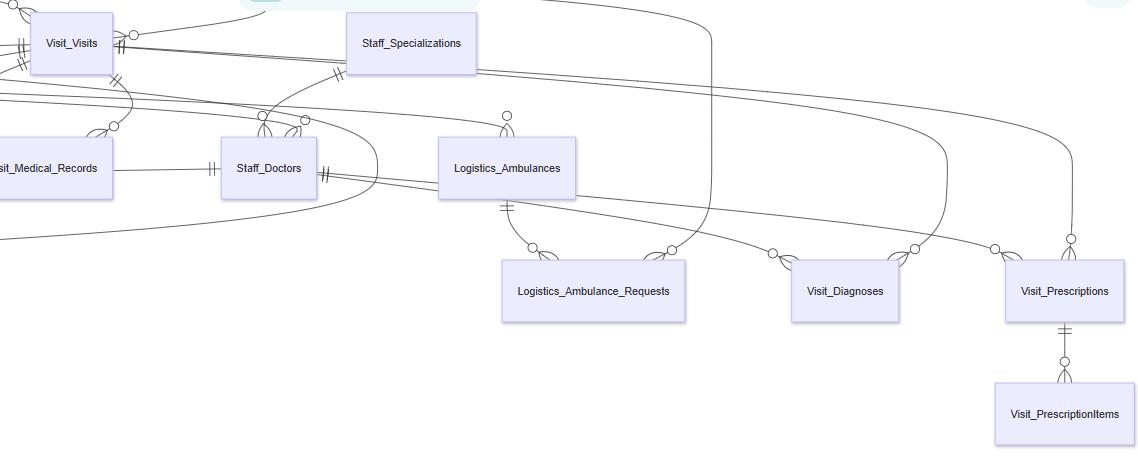 Visit_Visits
Staff_Specializations
sit_Medical_Records
Staff_Doctors
Logistics_Ambulances
Logistics_Ambulance_Requests
Visit_Diagnoses
Visit_Prescriptions
Visit_PrescriptionItems